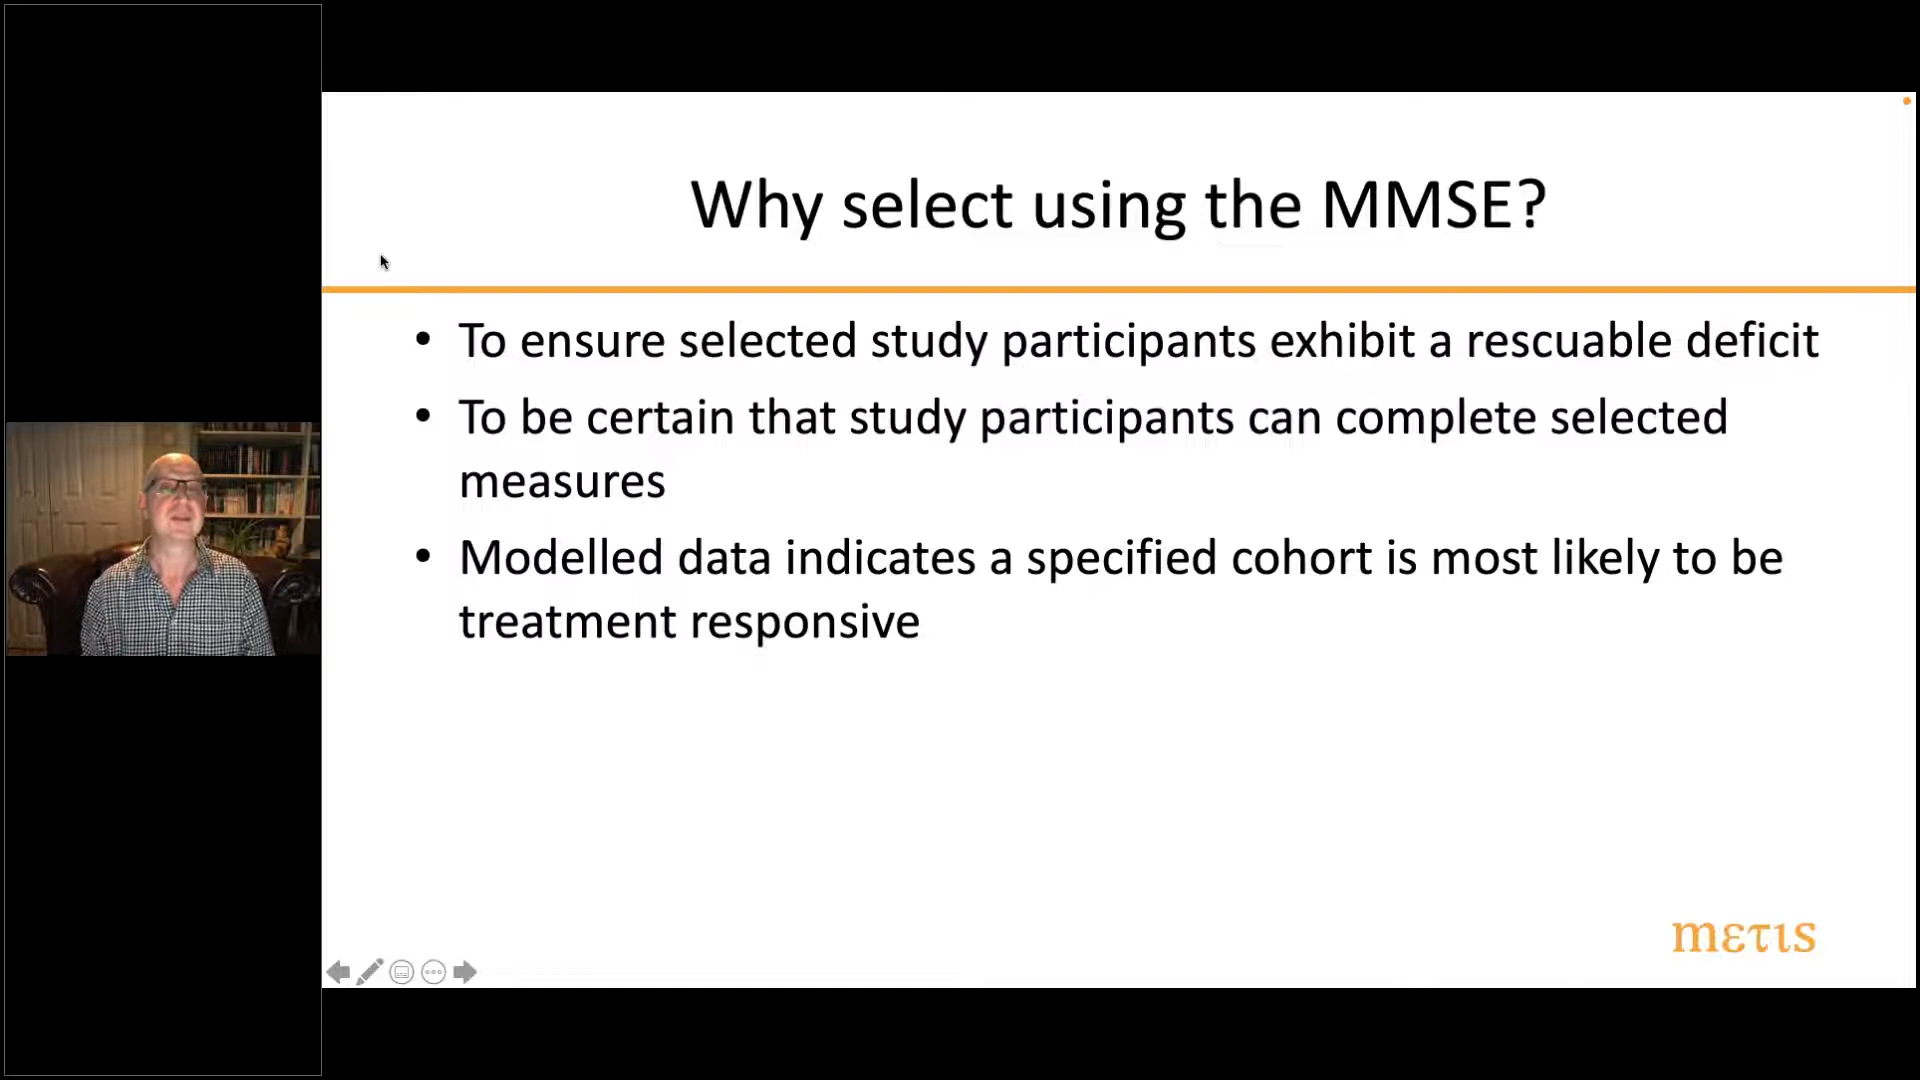 Why select using the MMSE?
• To ensure selected study participants exhibit a rescuable deficit
• To be certain that study participants can complete selected
measures
• Modelled data indicates a specified cohort is most likely to be
treatment responsive
mετιs